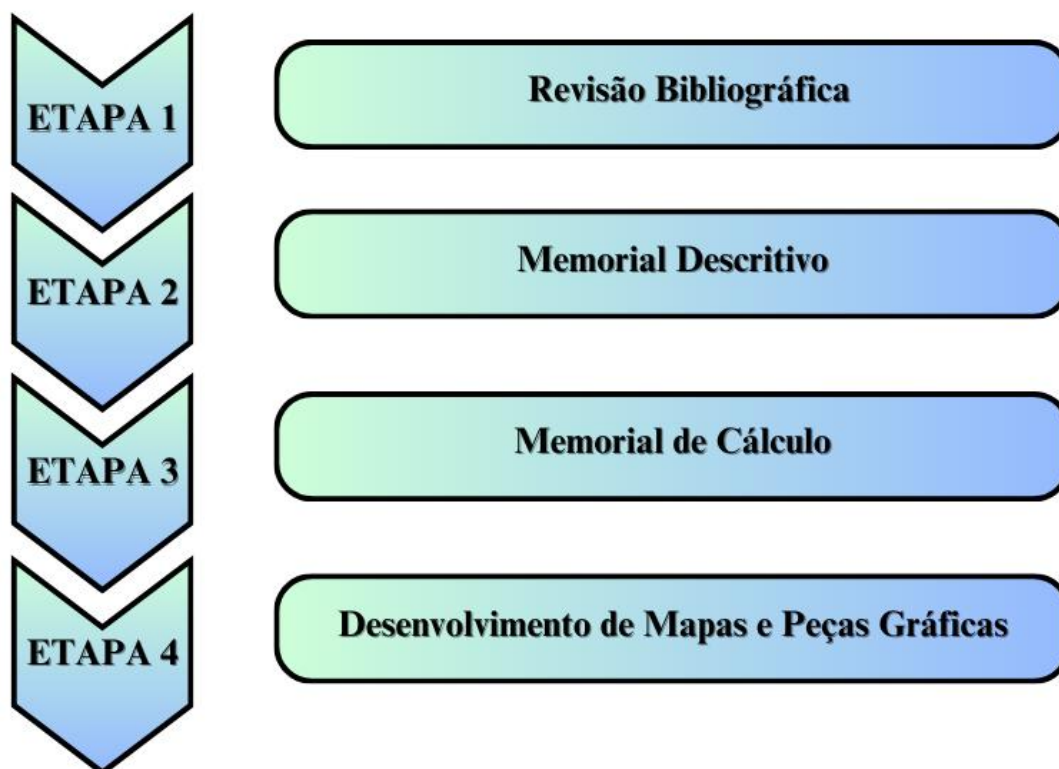 ETAPA 1
Revisão Bibliográfica
ETAPA 2
Memorial Descritivo
ETAPA 3
Memorial de Cálculo
ETAPA 4
Desenvolvimento de Mapas e Peças Gráficas